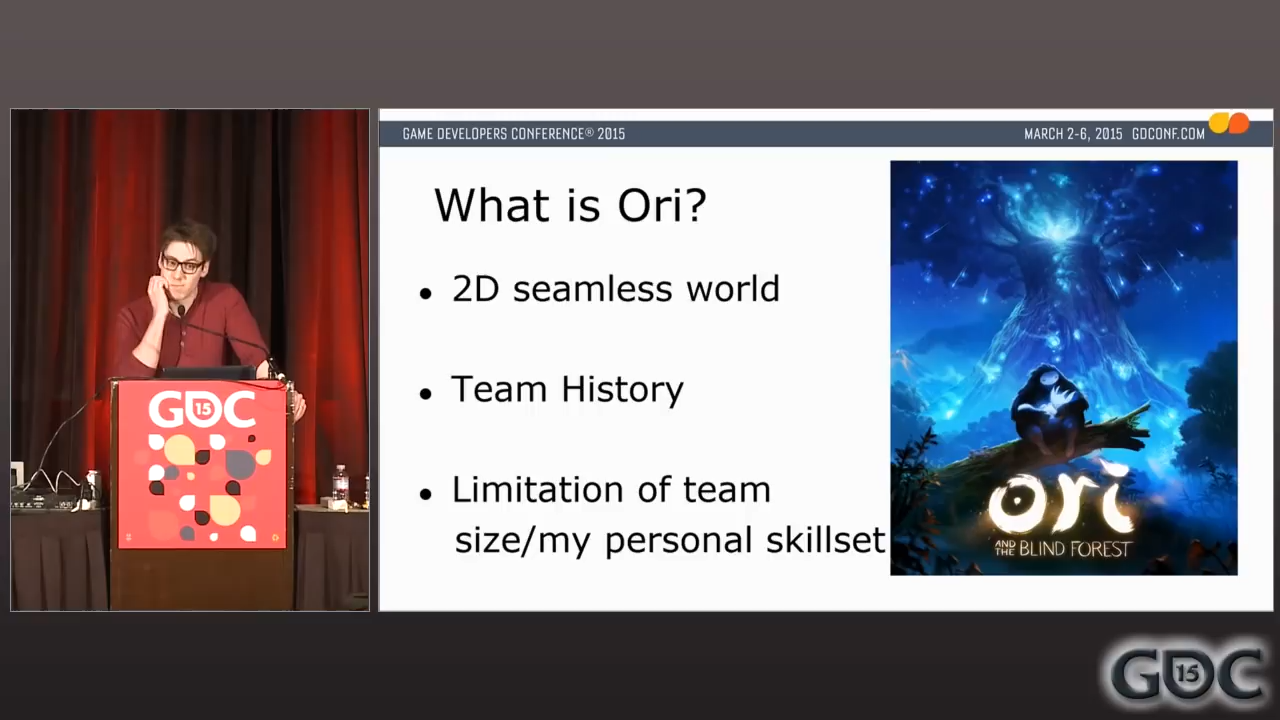 GAME DEVELOPERS CONFERENCE® 2015
MARCH 2-6, 2015 GDCONF.COM
What is Ori?
• 2D seamless world
• Team History
• Limitation of team
size/my personal skillset
ori
AND THE BLIND FOREST
GDC 15
GDC 15